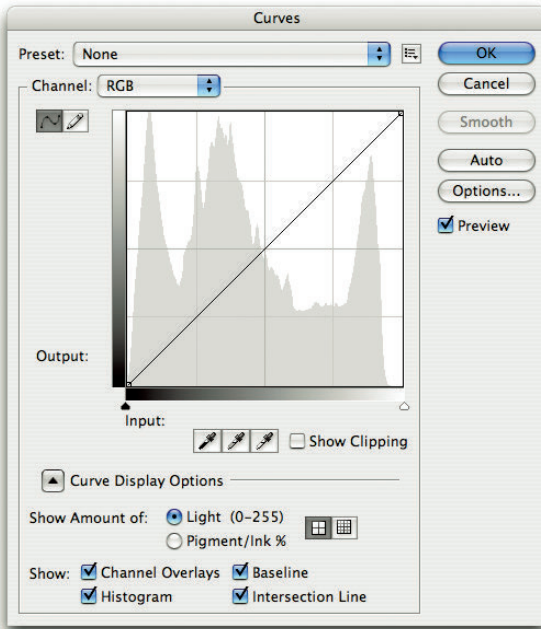 Curves
Preset: None
OK
Channel: RGB
Cancel
Smooth
Auto
Options...
Preview
Output:
Input:
Show Clipping
Curve Display Options
Show Amount of: Light (0-255)
Pigment/Ink %
Show: Channel Overlays Baseline
Histogram Intersection Line